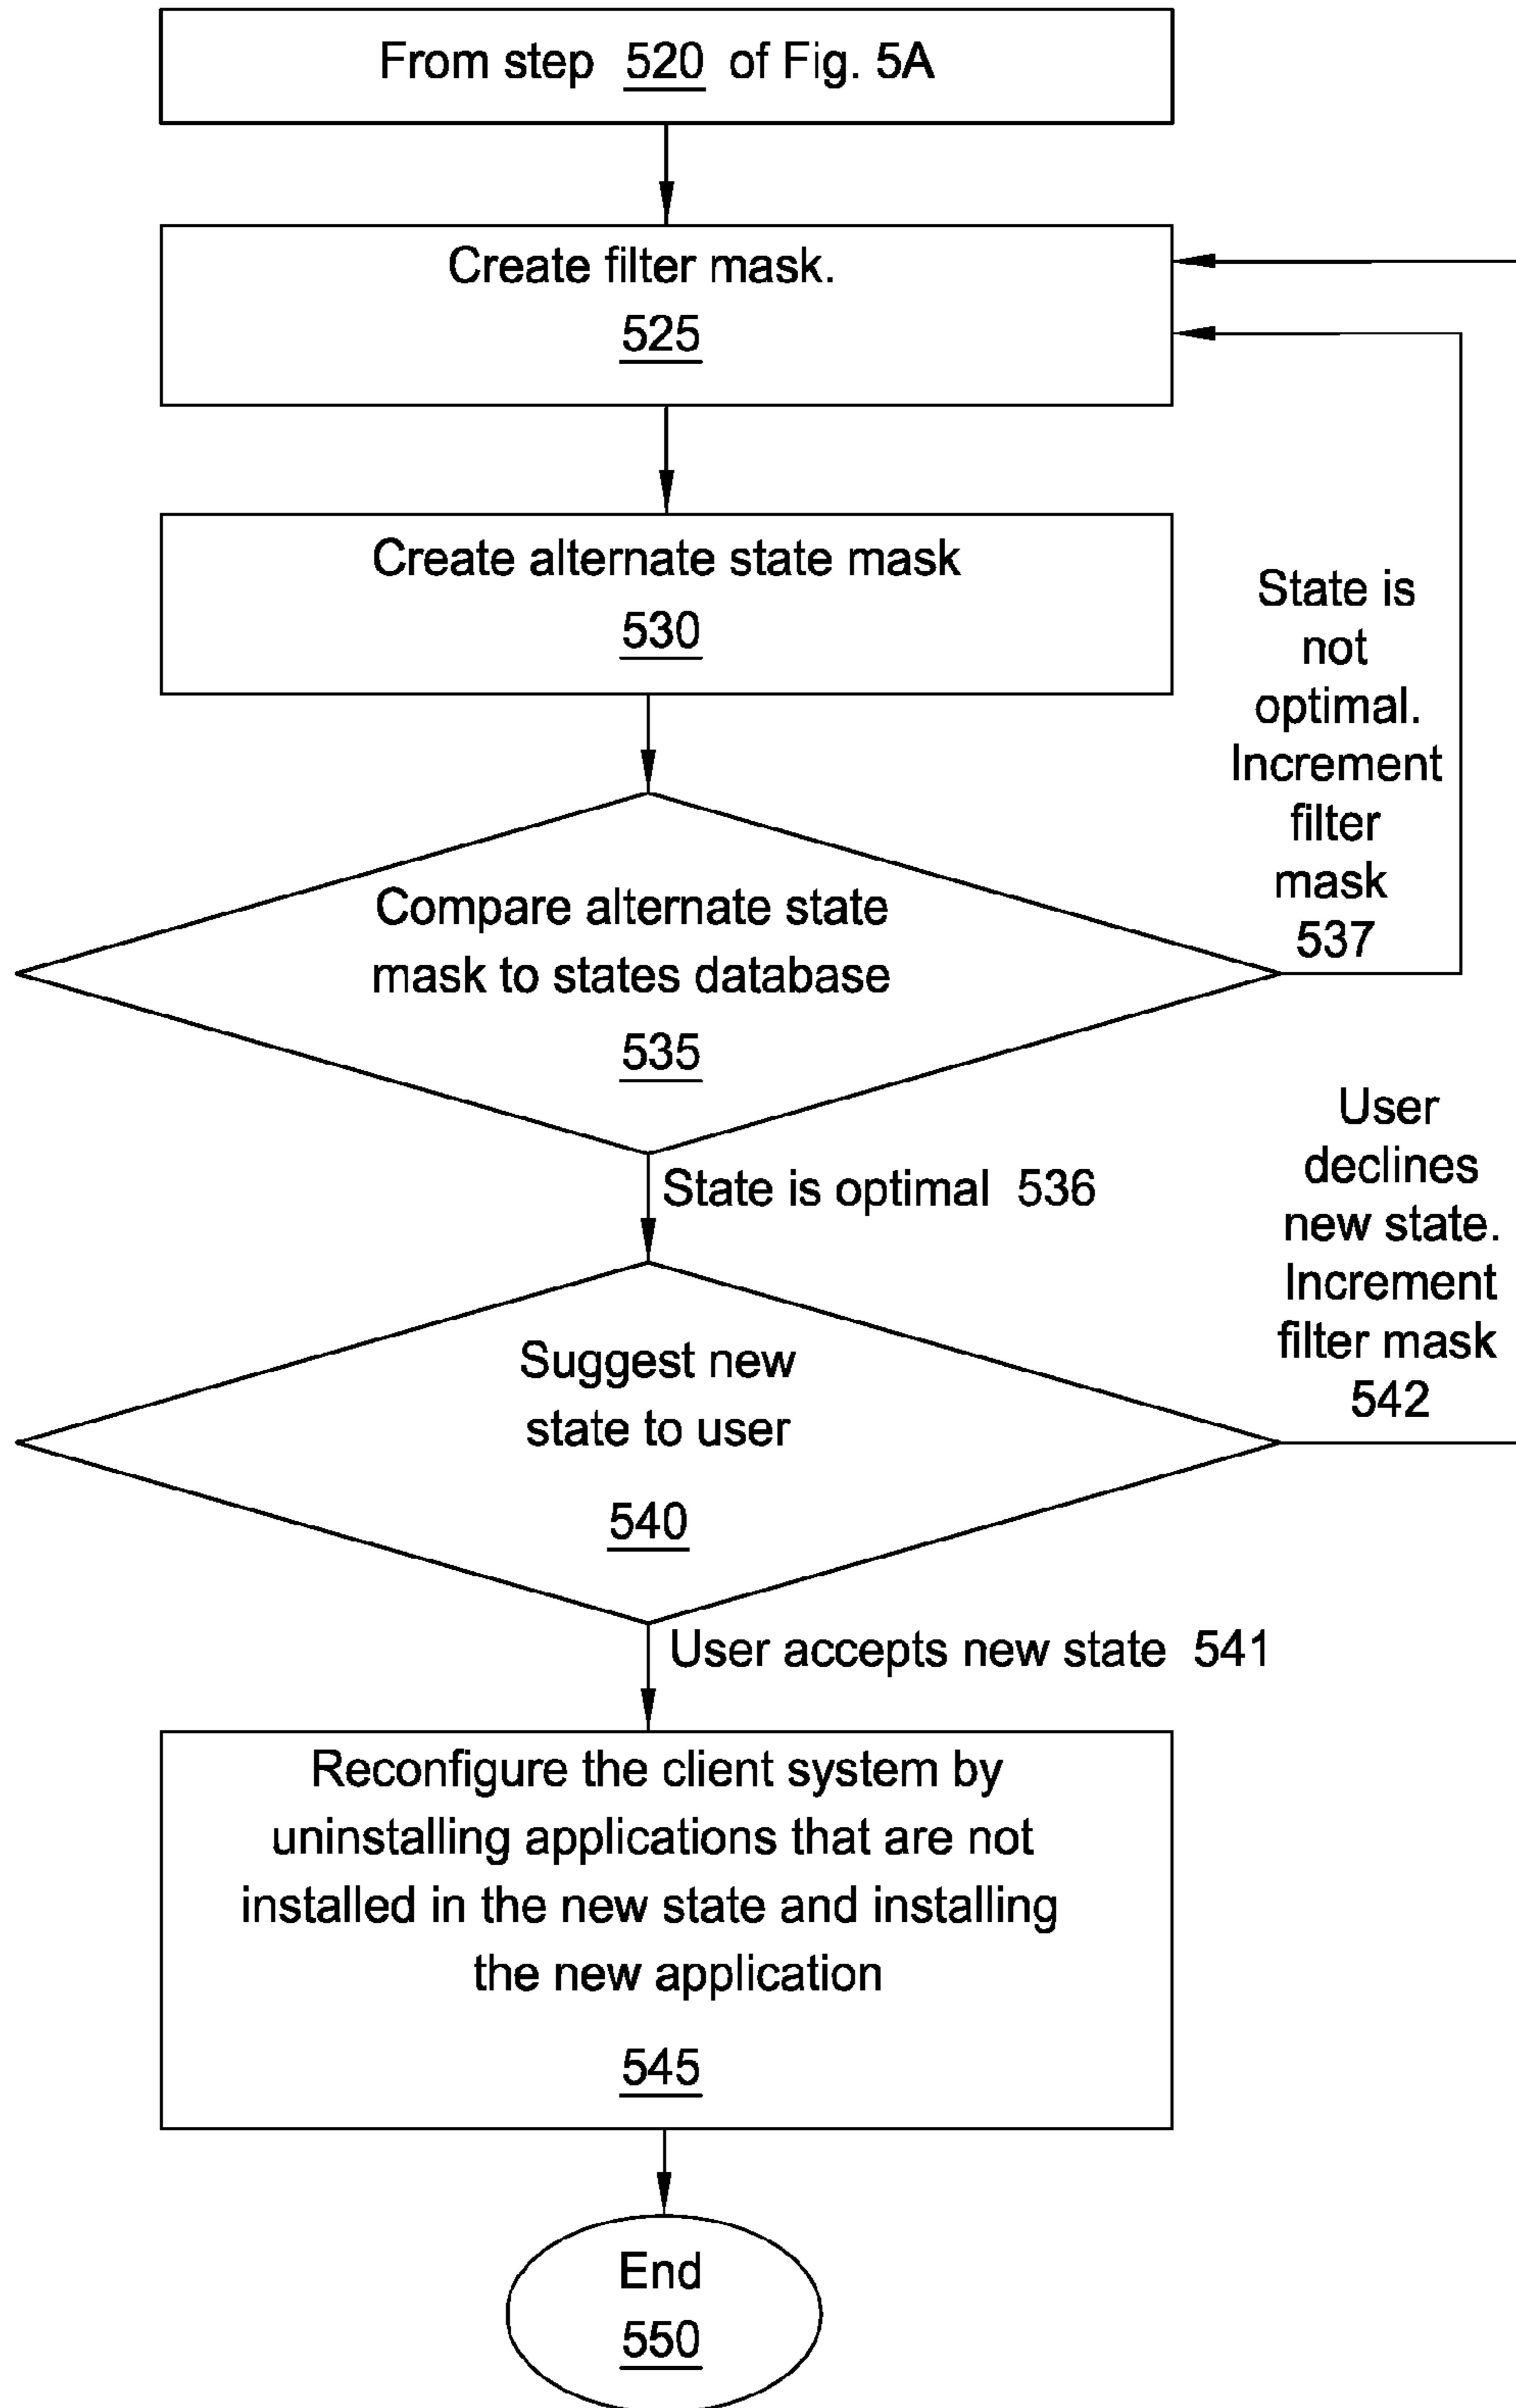 From step 520 of Fig. 5A
Create filter mask.
525
Create alternate state mask
530
State is
not
optimal.
Increment
filter
mask
537
Compare alternate state
mask to states database
535
State is optimal 536
User
declines
new state.
Increment
filter mask
542
Suggest new
state to user
540
User accepts new state 541
Reconfigure the client system by
uninstalling applications that are not
installed in the new state and installing
the new application
545
End
550